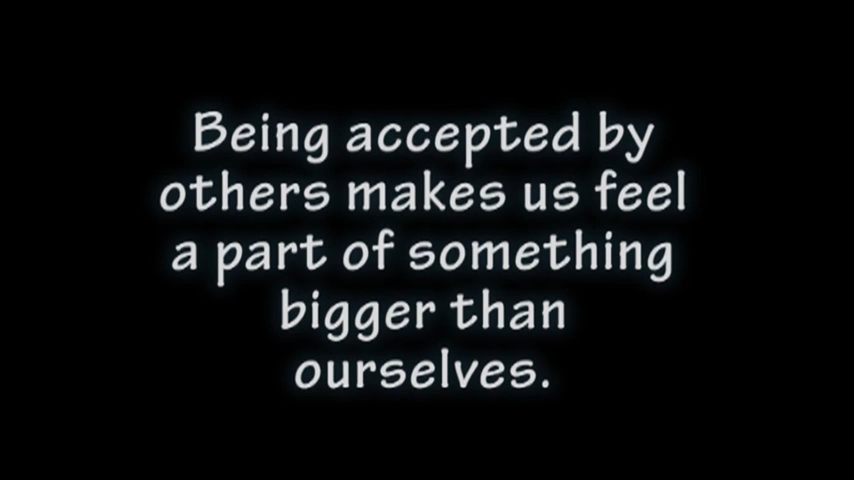 Being accepted by
others makes us feel
a part of something
bigger than
ourselves.